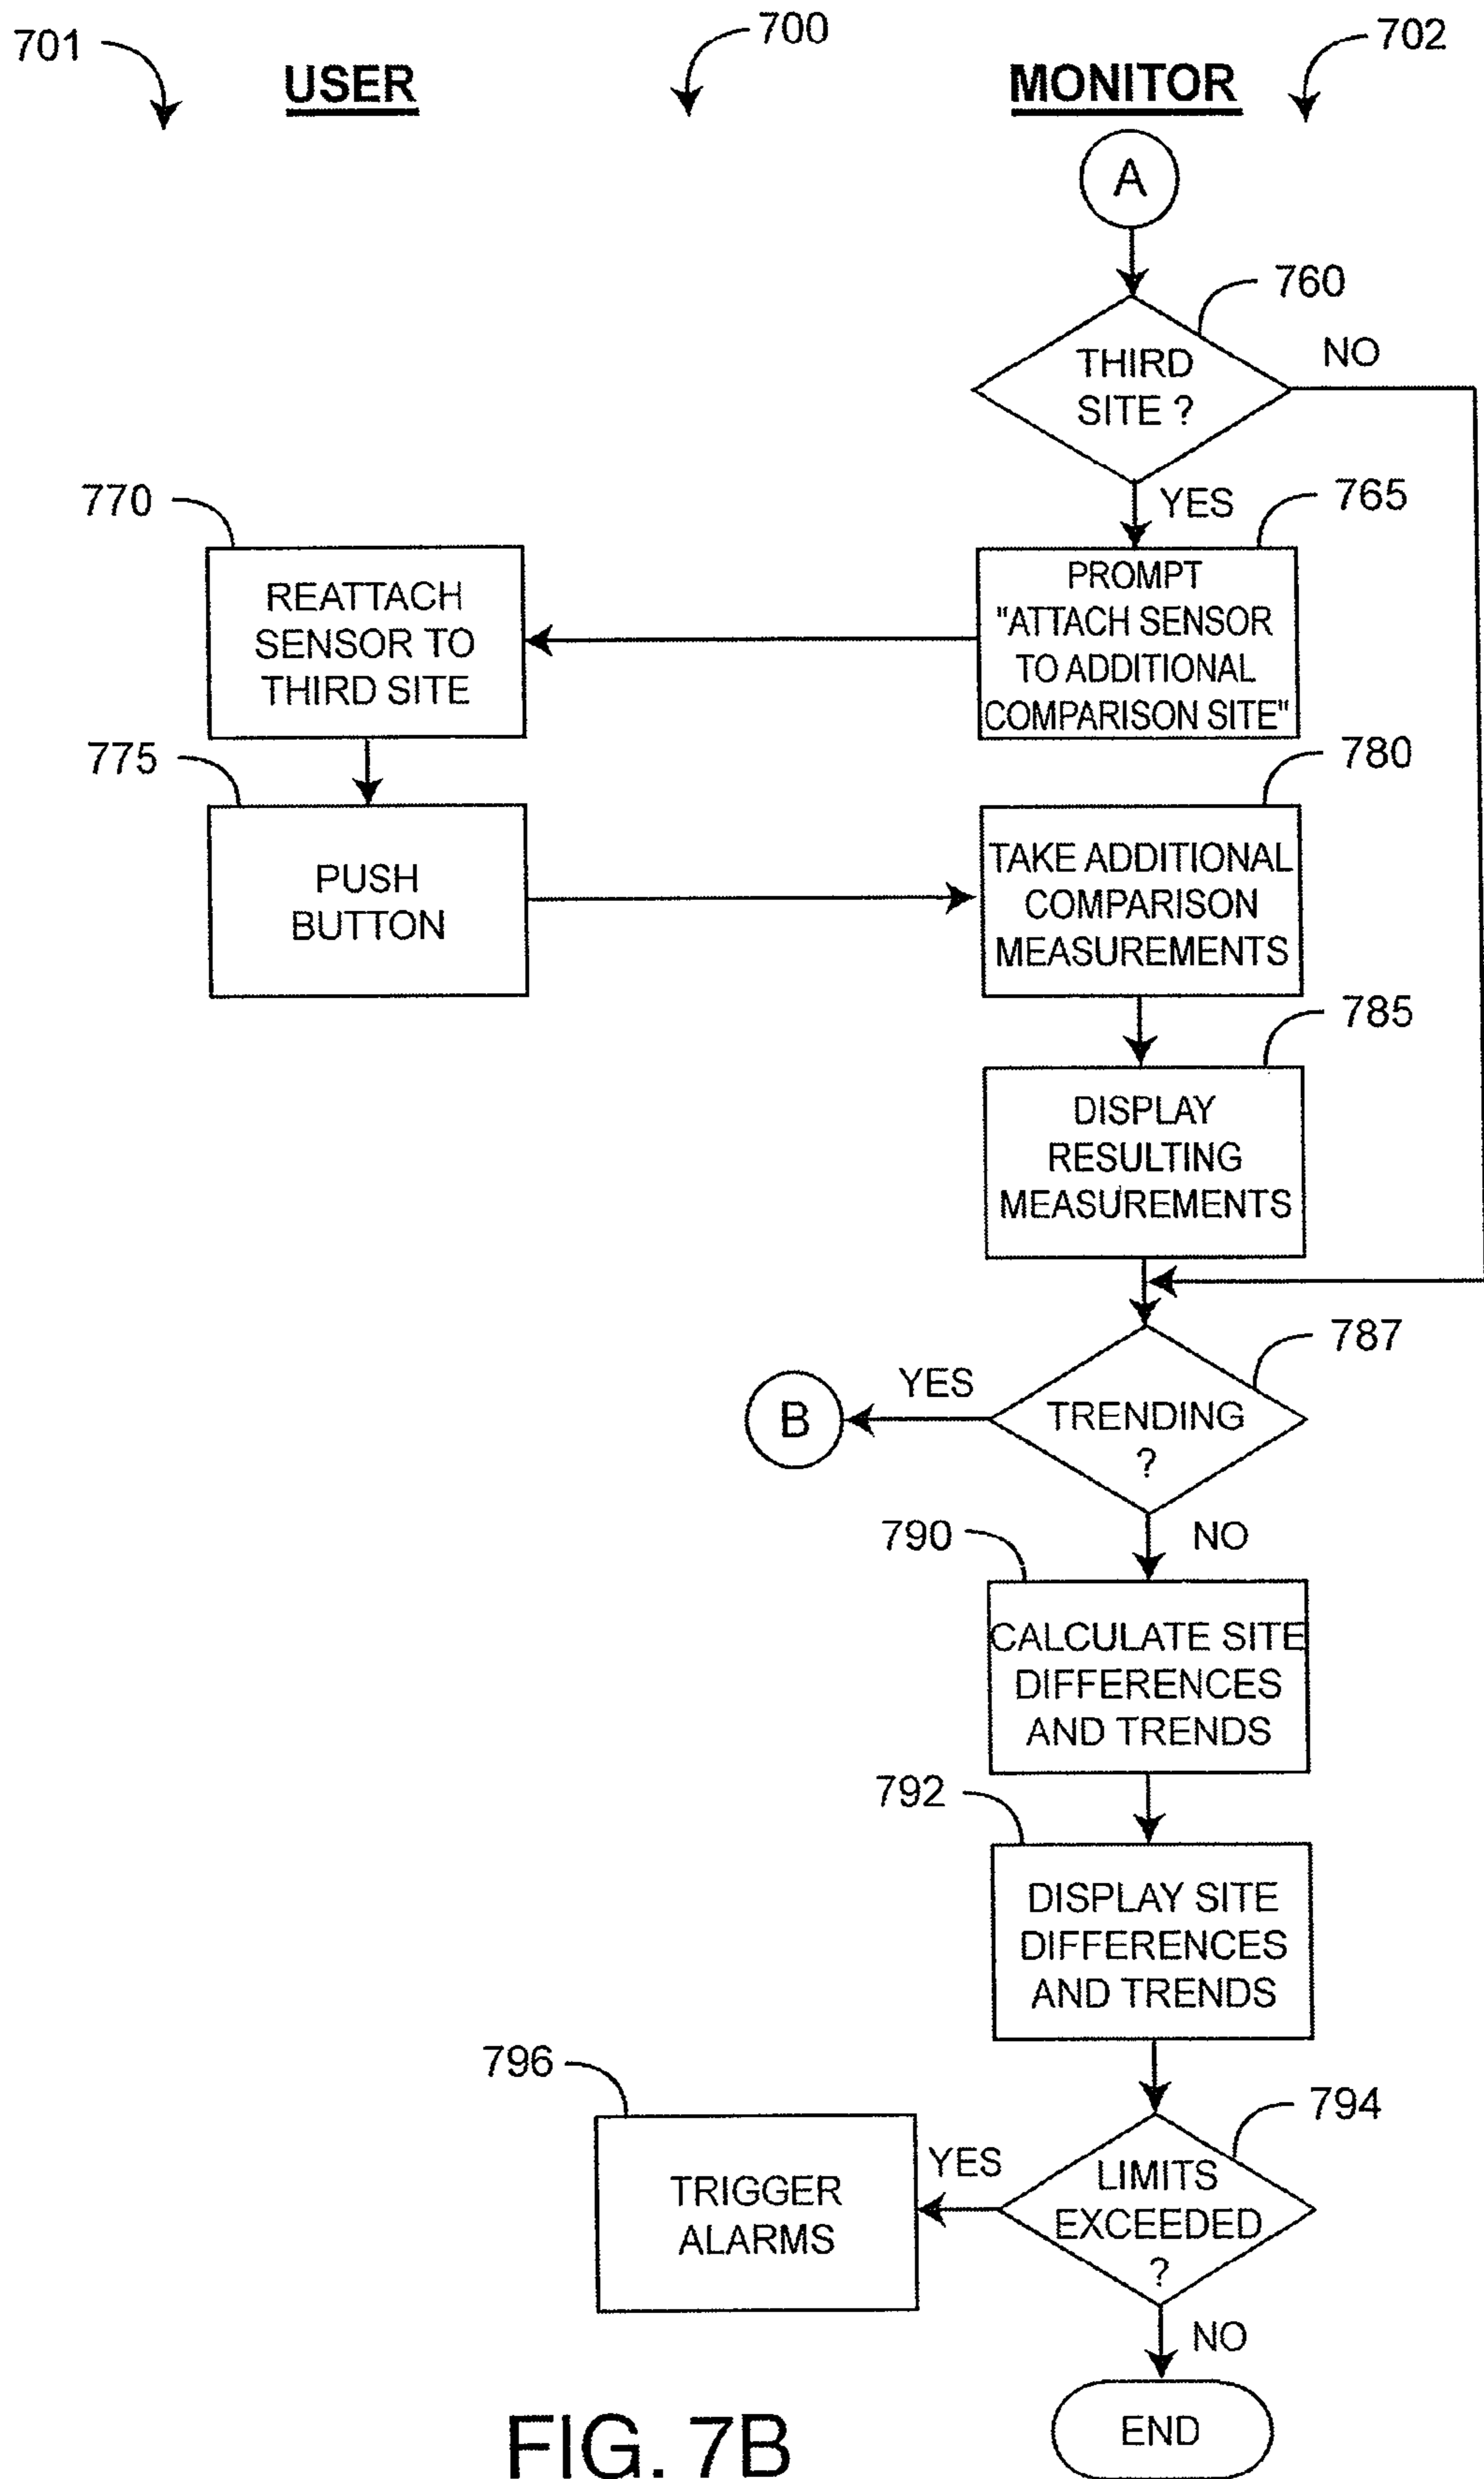 701
USER
700
MONITOR
702
A
760
THIRD
SITE ?
NO
YES
770
765
REATTACH
SENSOR TO
THIRD SITE
PROMPT
"ATTACH SENSOR
TO ADDITIONAL
COMPARISON SITE"
775
780
PUSH
BUTTON
TAKE ADDITIONAL
COMPARISON
MEASUREMENTS
785
DISPLAY
RESULTING
MEASUREMENTS
787
YES
B
TRENDING
?
790
NO
CALCULATE SITE
DIFFERENCES
AND TRENDS
792
DISPLAY SITE
DIFFERENCES
AND TRENDS
796
794
YES
TRIGGER
ALARMS
LIMITS
EXCEEDED
?
NO
END
FIG. 7B